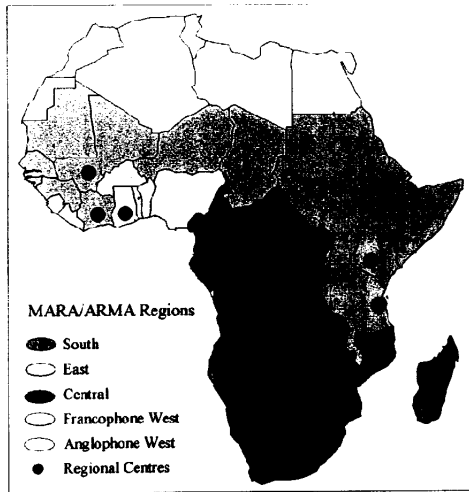 MARA/ARMA Regions
South
East
Central
Francophone West
Anglophone West
Regional Centres